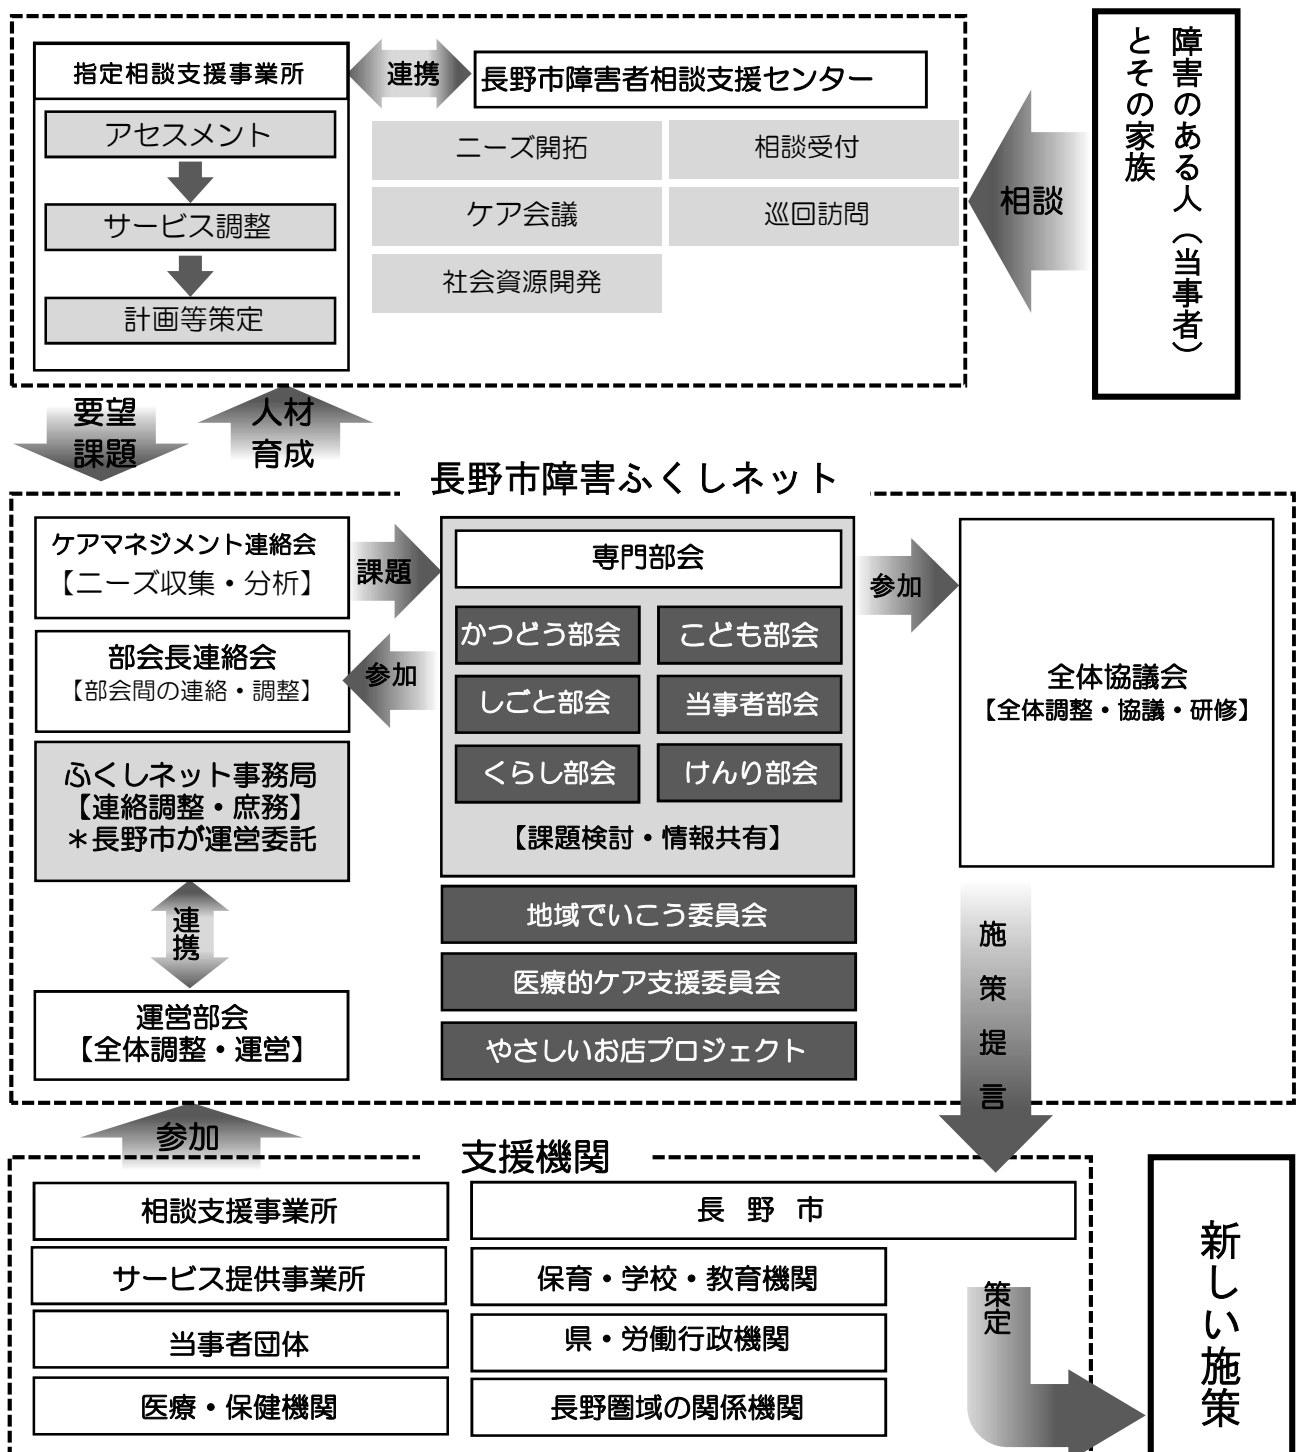 指定相談支援事業所
連携
長野市障害者相談支援センター
アセスメント
サービス調整
計画等策定
ニーズ開拓
相談受付
ケア会議
巡回訪問
社会資源開発
相談
障害のある人（当事者）
とその家族
要望
課題
人材
育成
長野市障害ふくしネット
ケアマネジメント連絡会
【ニーズ収集・分析】
課題
部会長連絡会
【部会間の連絡・調整】
参加
ふくしネット事務局
【連絡調整・庶務】
＊長野市が運営委託
連携
運営部会
【全体調整・運営】
専門部会
かつどう部会
こども部会
しごと部会
当事者部会
くらし部会
けんり部会
【課題検討・情報共有】
地域でいこう委員会
医療的ケア支援委員会
やさしいお店プロジェクト
参加
全体協議会
【全体調整・協議・研修】
施策提言
参加
支援機関
相談支援事業所
サービス提供事業所
当事者団体
医療・保健機関
長 野 市
保育・学校・教育機関
県・労働行政機関
長野圏域の関係機関
策定
新しい施策